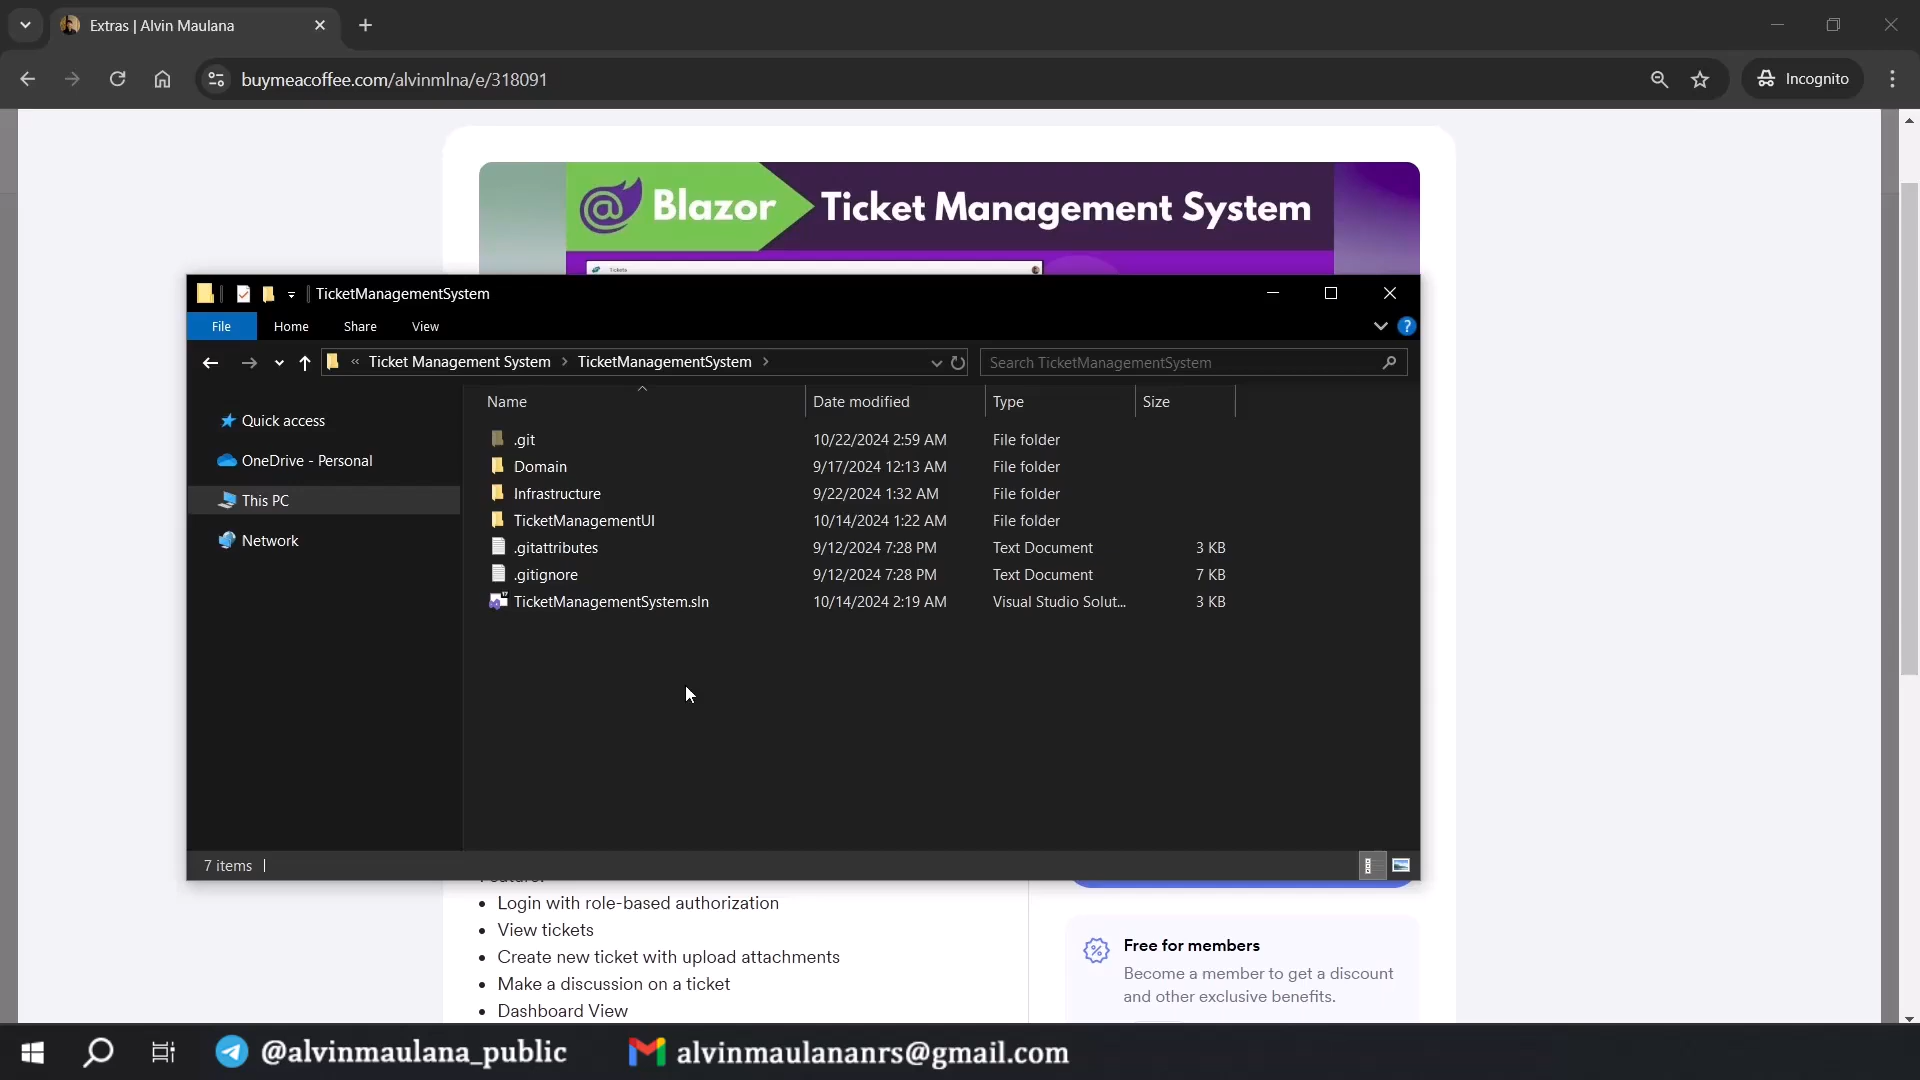 Extras | Alvin Maulana
buymeacoffee.com/alvinmlna/e/318091
Incognito
Blazor
Ticket Management System
Tickets
TicketManagementSystem
File
Home
Share
View
?
« Ticket Management System > TicketManagementSystem >
Search TicketManagementSystem
Quick access
OneDrive - Personal
This PC
Network
Name Date modified Type Size
.git 10/22/2024 2:59 AM File folder
Domain 9/17/2024 12:13 AM File folder
Infrastructure 9/22/2024 1:32 AM File folder
TicketManagementUI 10/14/2024 1:22 AM File folder
.gitattributes 9/12/2024 7:28 PM Text Document 3 KB
.gitignore 9/12/2024 7:28 PM Text Document 7 KB
TicketManagementSystem.sln 10/14/2024 2:19 AM Visual Studio Solut... 3 KB
7 items
• Login with role-based authorization
• View tickets
• Create new ticket with upload attachments
• Make a discussion on a ticket
• Dashboard View
Free for members
Become a member to get a discount
and other exclusive benefits.
@alvinmaulana_public
alvinmaulananrs@gmail.com